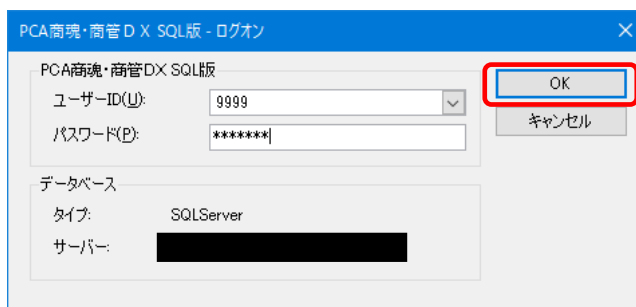 PCA商魂・商管ＤＸ SQL版 - ログオン
PCA商魂・商管DX SQL版
ユーザーID(U): 9999
パスワード(P): *******
OK
キャンセル
データベース
タイプ: SQLServer
サーバー: